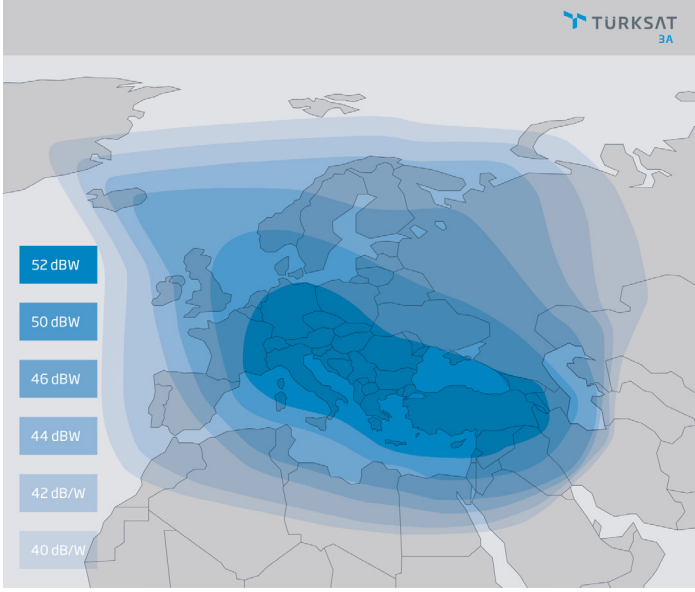 TÜRKSAT
3A
52 dBW
50 dBW
46 dBW
44 dBW
42 dB/W
40 dB/W